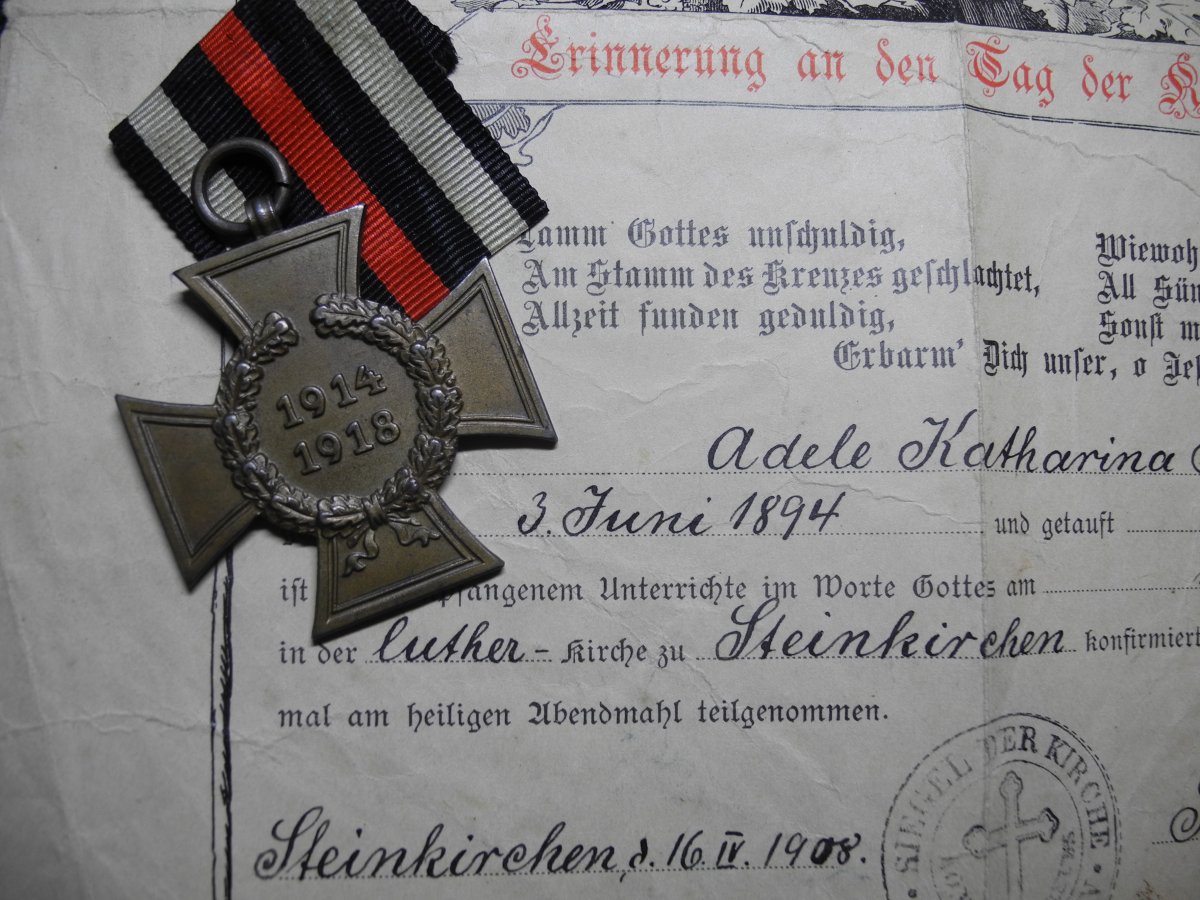 Erinnerung an den Tag der
Lamm Gottes unschuldig,
Am Stamm des Kreuzes geschlachtet,
Allzeit funden geduldig,
Erbarm' Dich unser, o
Wiewoh
All Sün
Sonst m
1914
1918
Adele Katharina
3. Juni 1894 und getauft
ist pfangenem Unterrichte im Worte Gottes am
in der luther- Kirche zu Steinkirchen konfirmiert
mal am heiligen Abendmahl teilgenommen.
SIEGEL DER KIRCHE
Steinkirchen, d. 16. IV. 1908.